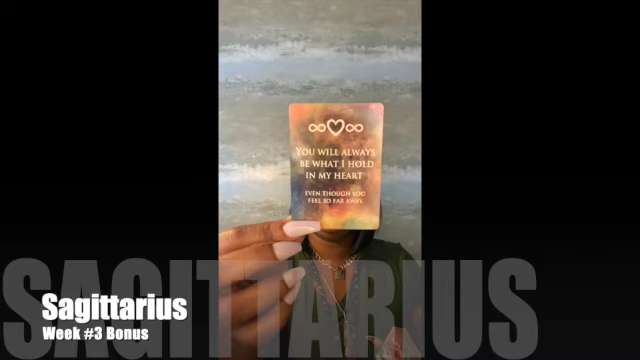 YOU WILL ALWAYS
BE WHAT I HOLD
IN MY HEART
EVEN THOUGH YOU
FEEL SO FAR AWAY.
SAGITTARIUS
Sagittarius
Week #3 Bonus